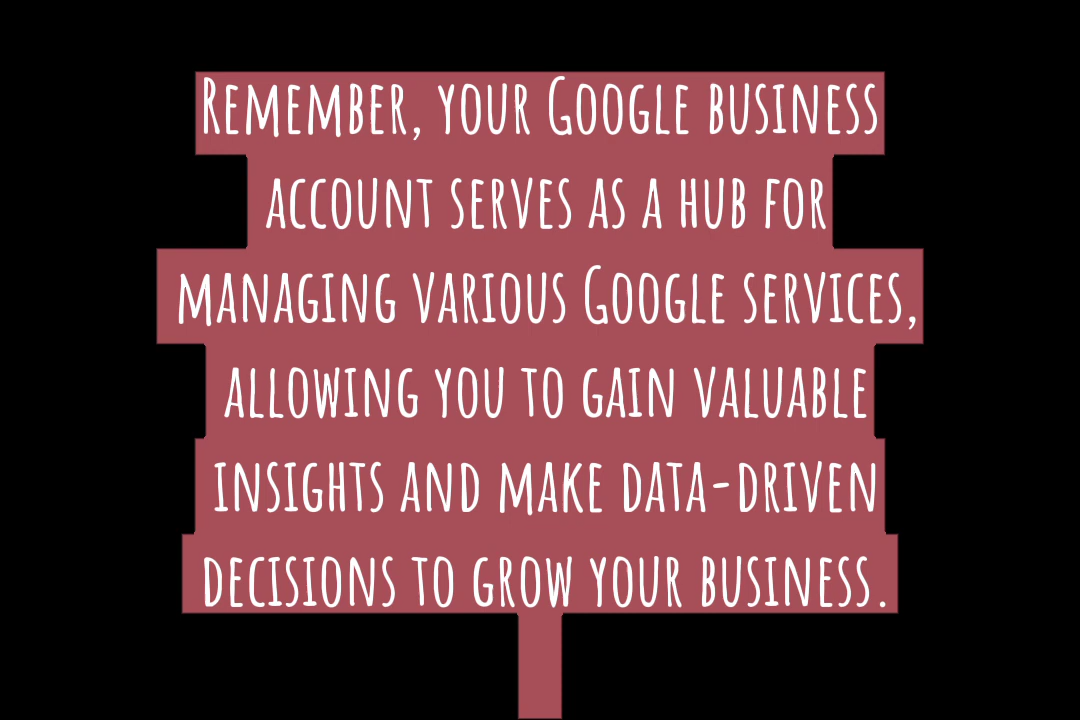 Remember, your Google business
account serves as a hub for
managing various Google services,
allowing you to gain valuable
insights and make data-driven
decisions to grow your business.